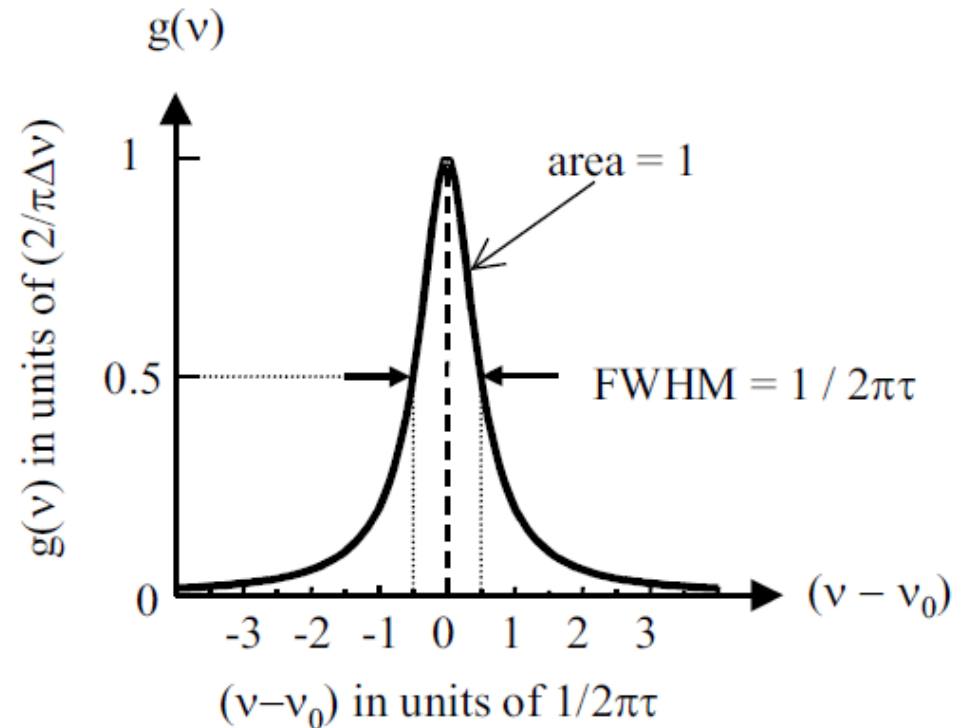 g(ν)
g(ν) in units of (2/πΔν)
1
area = 1
0.5
FWHM = 1 / 2πτ
0
-3 -2 -1 0 1 2 3
(ν − ν₀)
(ν−ν₀) in units of 1/2πτ